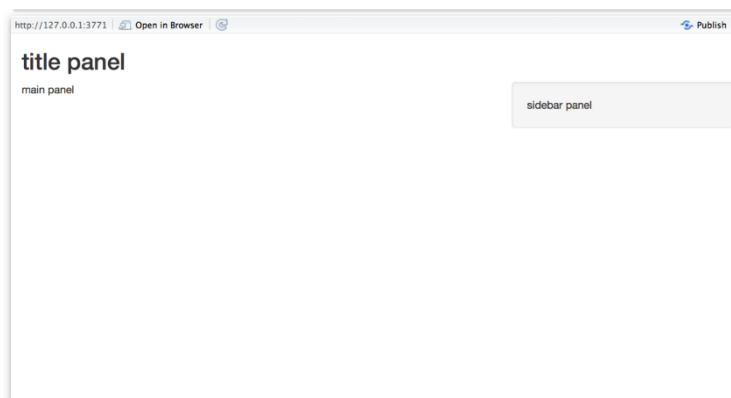 http://127.0.0.1:3771 Open in Browser Publish
title panel
main panel
sidebar panel